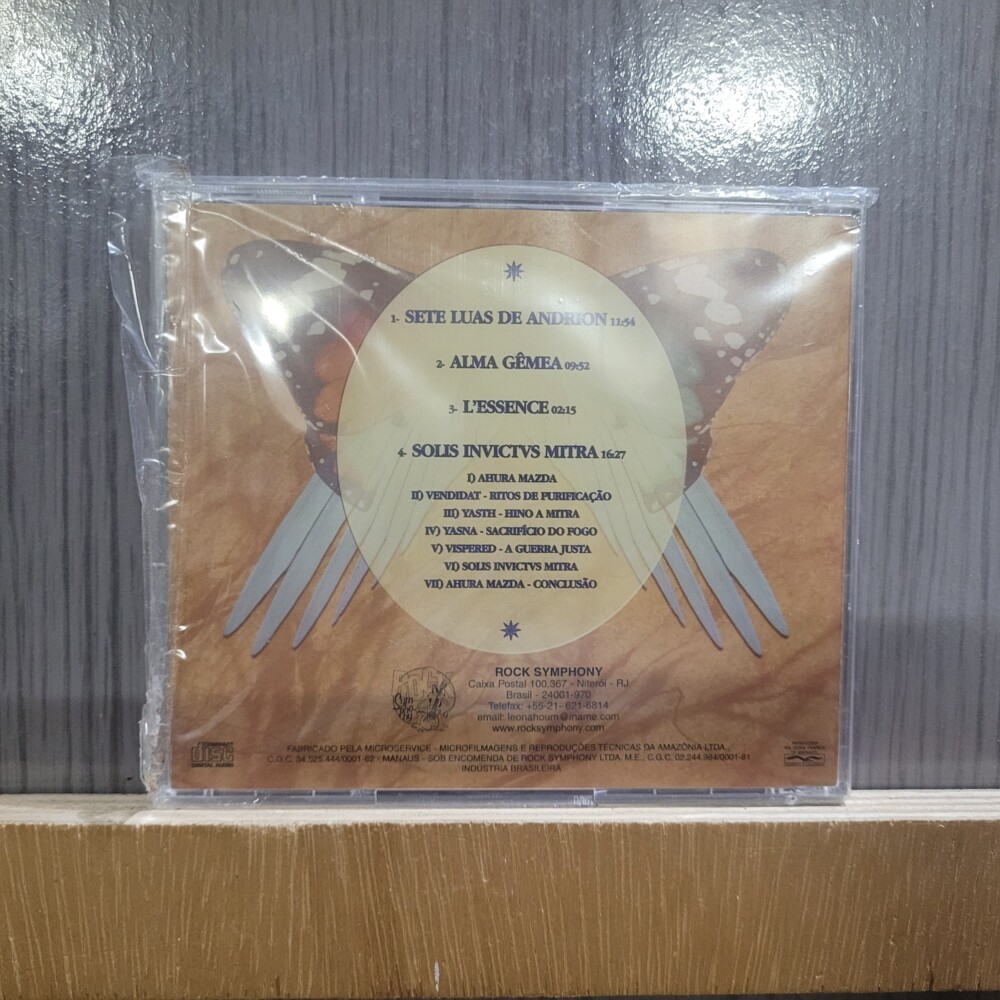 1- SETE LUAS DE ANDRION 11:54
2- ALMA GÊMEA 09:52
3- L'ESSENCE 02:15
4- SOLIS INVICTVS MITRA 16:27
I) AHURA MAZDA
II) VENDIDAT - RITOS DE PURIFICAÇÃO
III) YASTH - HINO A MITRA
IV) YASNA - SACRIFÍCIO DO FOGO
V) VISPERED - A GUERRA JUSTA
VI) SOLIS INVICTVS MITRA
VII) AHURA MAZDA - CONCLUSÃO
ROCK SYMPHONY
Caixa Postal 100.367 - Niterói - RJ
Brasil - 24001-970
Telefax: +55-21- 621-6814
email: leonahoum@iname.com
www.rocksymphony.com
disc
DIGITAL AUDIO
FABRICADO PELA MICROSERVICE - MICROFILMAGENS E REPRODUÇÕES TÉCNICAS DA AMAZÔNIA LTDA.,
C.G.C. 34.525.444/0001-62 - MANAUS - SOB ENCOMENDA DE ROCK SYMPHONY LTDA. M.E., C.G.C. 02.244.984/0001-81
INDÚSTRIA BRASILEIRA